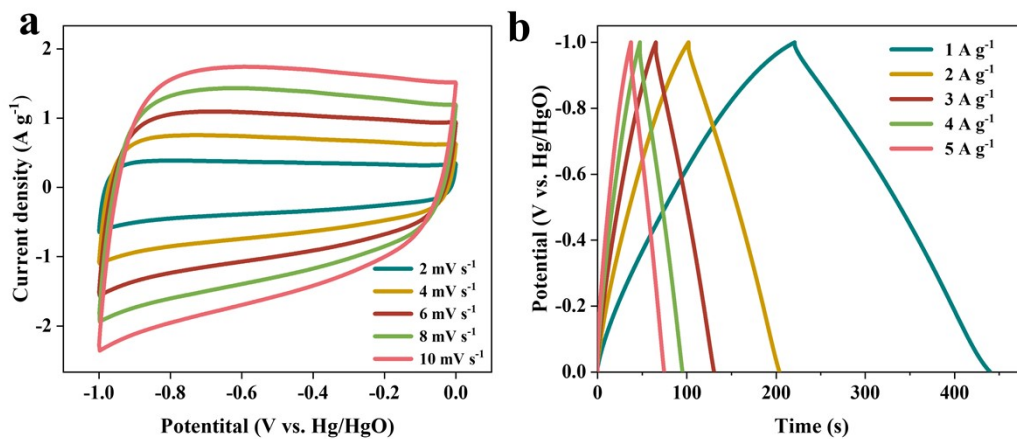 a
Current density (A g⁻¹)
2
1
0
-1
-2
2 mV s⁻¹
4 mV s⁻¹
6 mV s⁻¹
8 mV s⁻¹
10 mV s⁻¹
-1.0 -0.8 -0.6 -0.4 -0.2 0.0
Potentital (V vs. Hg/HgO)
b
Potential (V vs. Hg/HgO)
-1.0
-0.8
-0.6
-0.4
-0.2
0.0
1 A g⁻¹
2 A g⁻¹
3 A g⁻¹
4 A g⁻¹
5 A g⁻¹
0 100 200 300 400
Time (s)